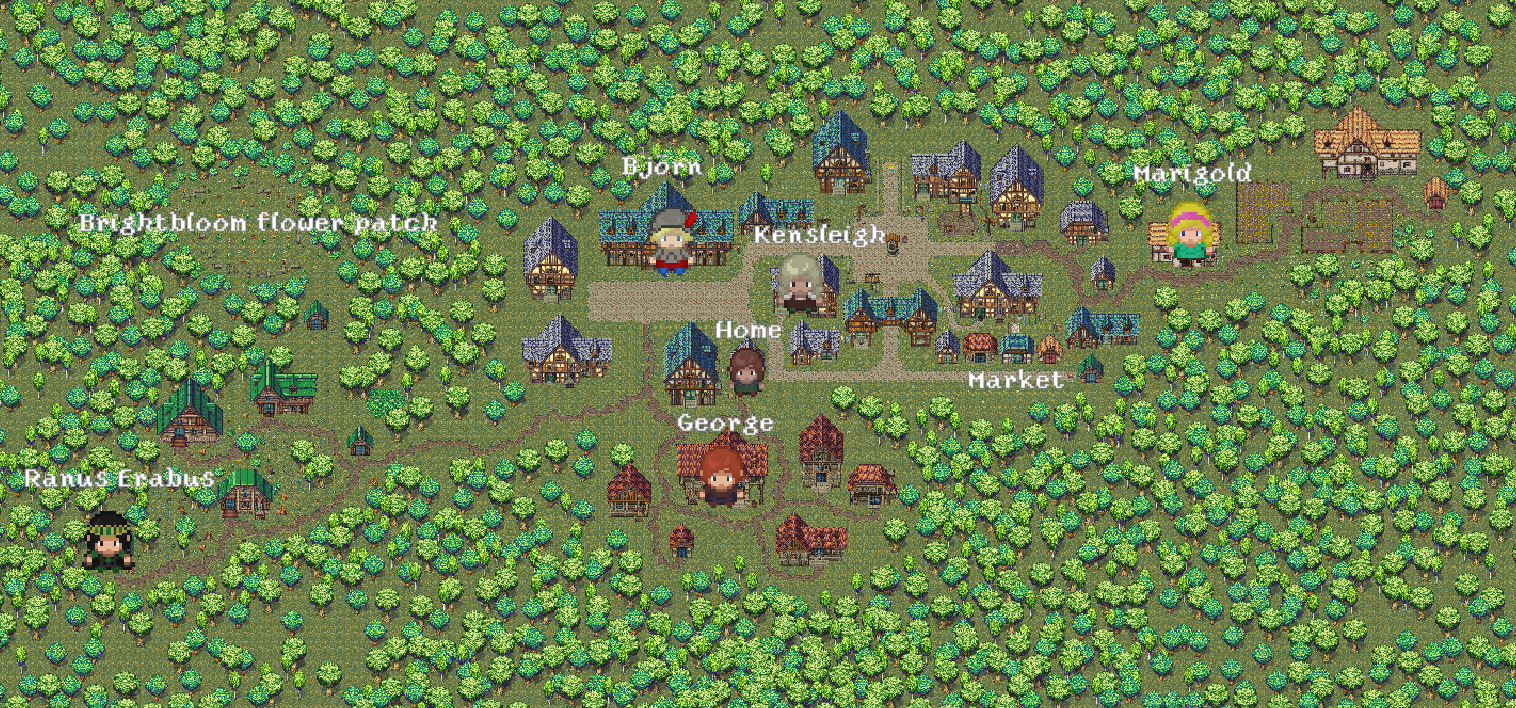 Bjorn
Marigold
Brightbloom flower patch
Kensleigh
Home
Market
George
Ranus Erabus